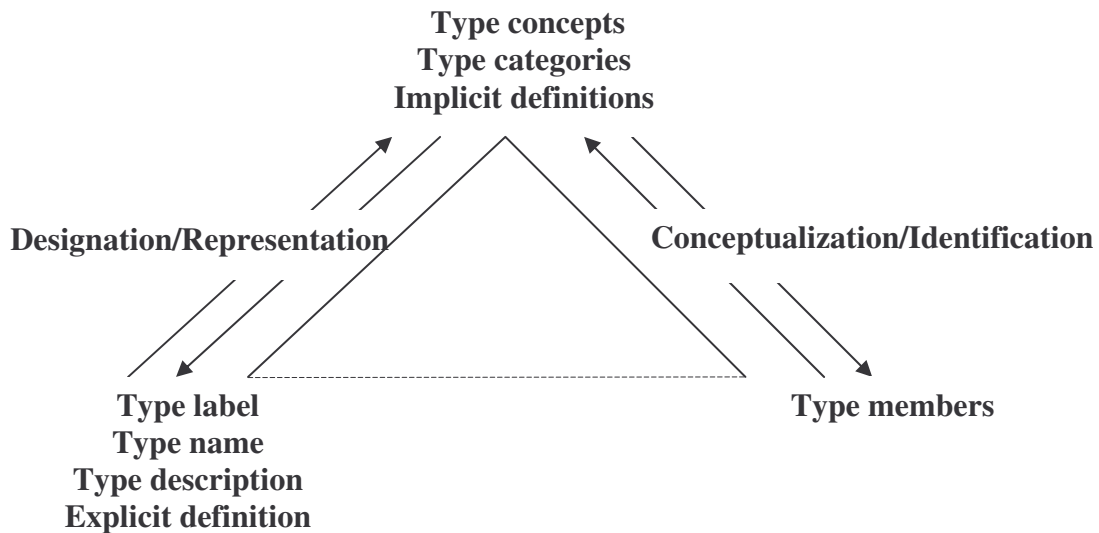 Type concepts
Type categories
Implicit definitions
Designation/Representation
Conceptualization/Identification
Type label
Type name
Type description
Explicit definition
Type members